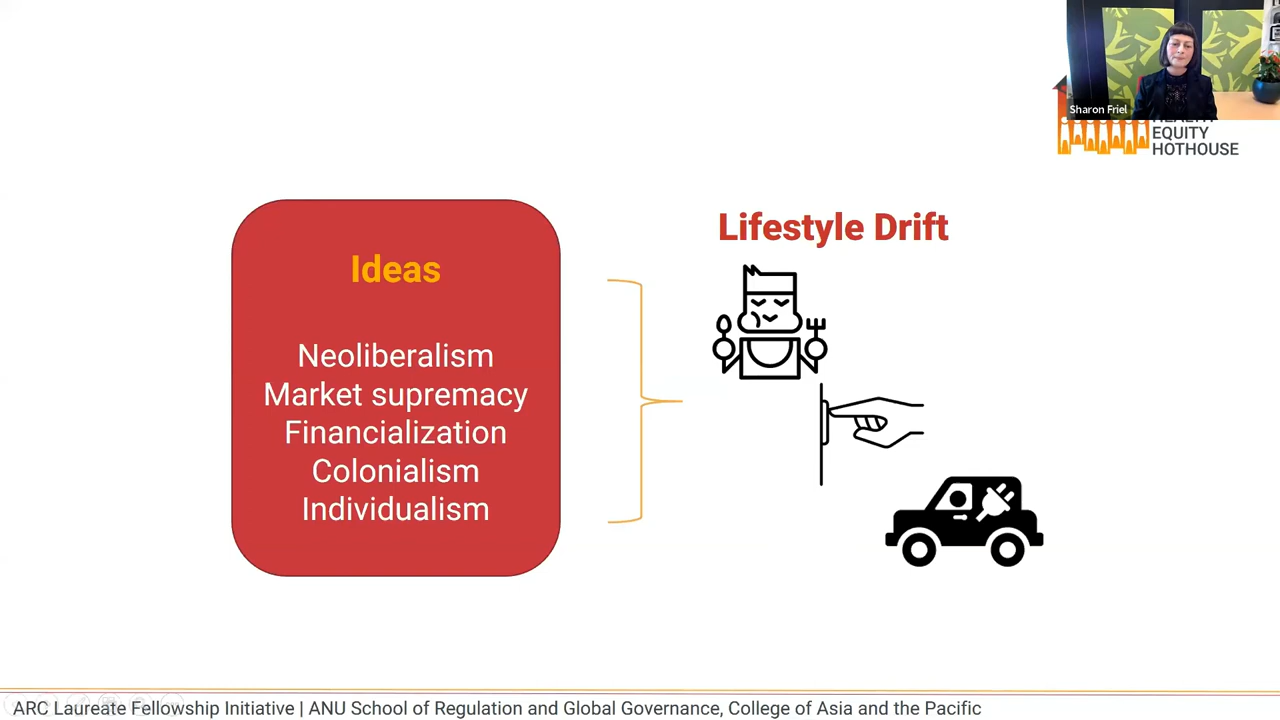 Sharon Friel
EQUITY
HOTHOUSE
Lifestyle Drift
Ideas
Neoliberalism
Market supremacy
Financialization
Colonialism
Individualism
ARC Laureate Fellowship Initiative | ANU School of Regulation and Global Governance, College of Asia and the Pacific